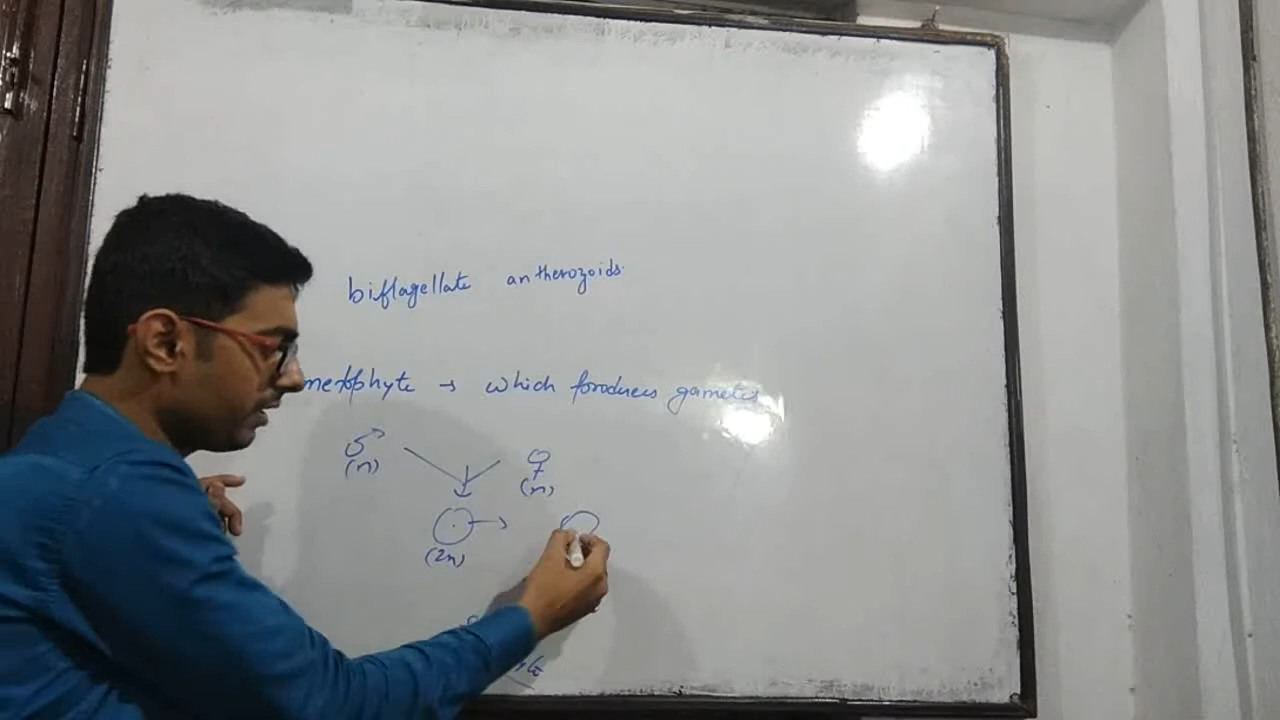 biflagellate antherozoids.
metophyte → which produces gametes
♂ ♀
(n) (n)
(2n)